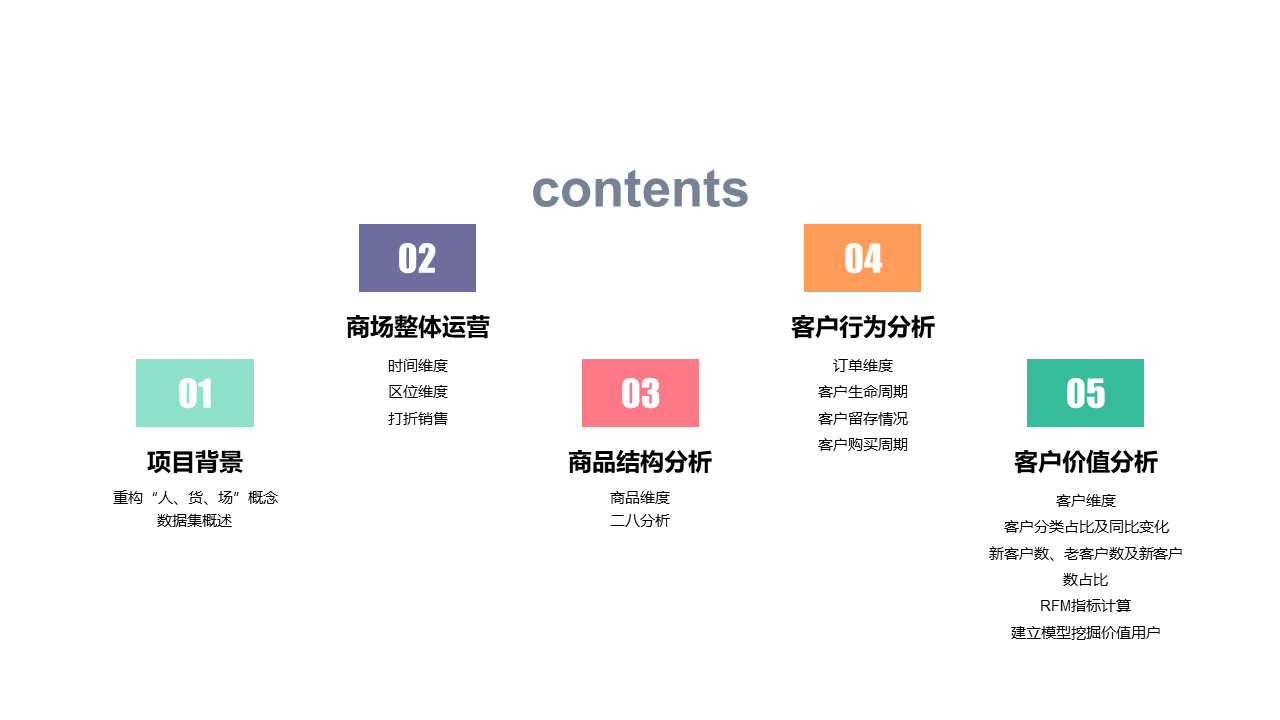 contents
01
项目背景
重构“人、货、场”概念
数据集概述
02
商场整体运营
时间维度
区位维度
打折销售
03
商品结构分析
商品维度
二八分析
04
客户行为分析
订单维度
客户生命周期
客户留存情况
客户购买周期
05
客户价值分析
客户维度
客户分类占比及同比变化
新客户数、老客户数及新客户
数占比
RFM指标计算
建立模型挖掘价值用户